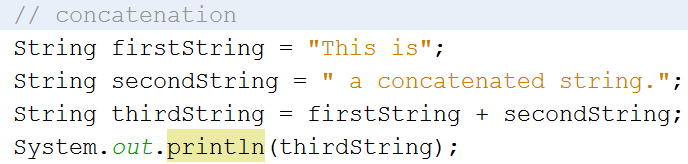 // concatenation
String firstString = "This is";
String secondString = " a concatenated string.";
String thirdString = firstString + secondString;
System.out.println(thirdString);